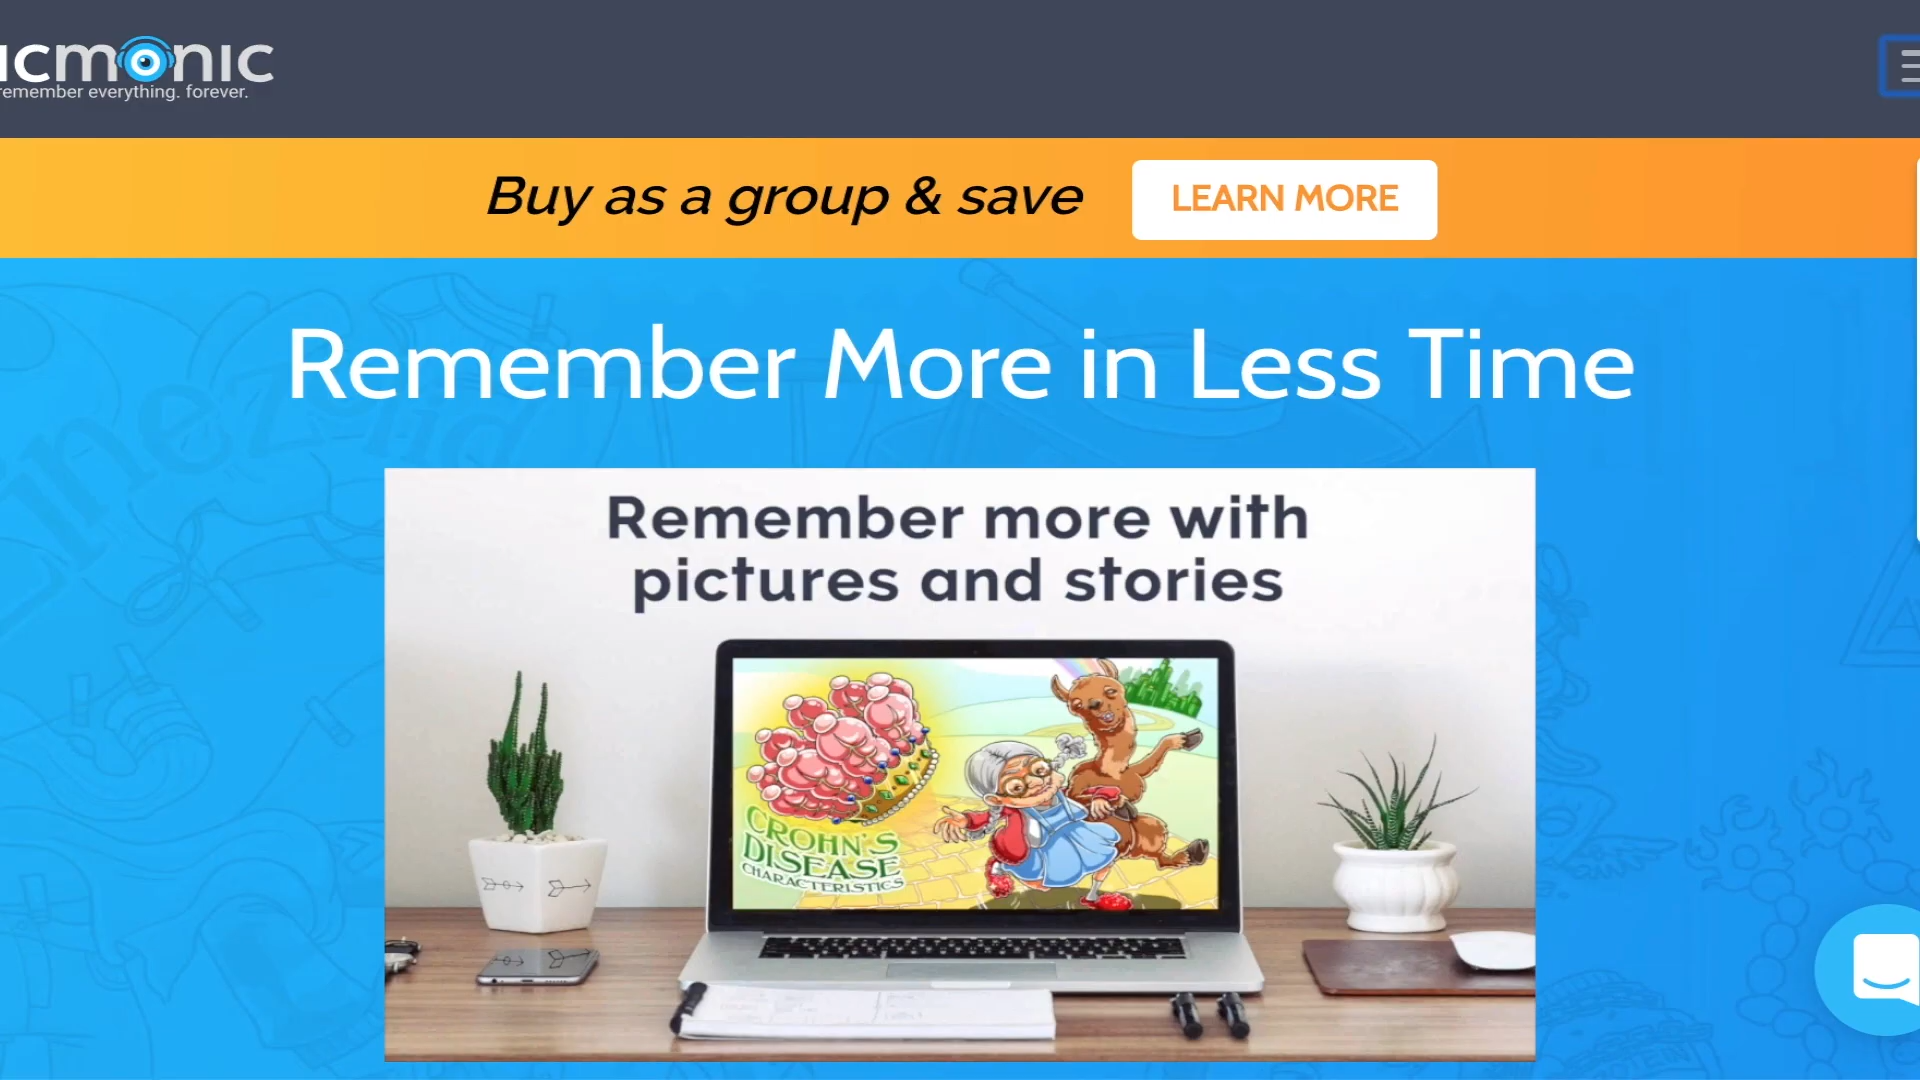 icmonic
remember everything. forever.
Buy as a group & save
LEARN MORE
Remember More in Less Time
Remember more with
pictures and stories
CROHN'S
DISEASE
CHARACTERISTICS